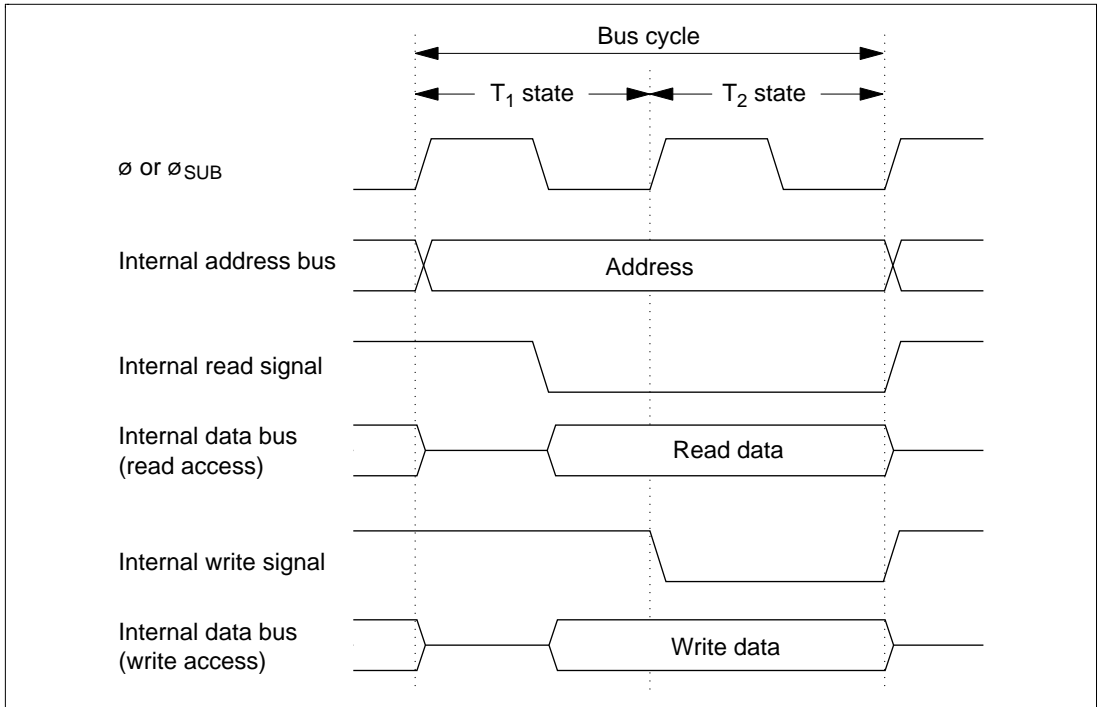 Bus cycle
T1 state
T2 state
ø or øSUB
Internal address bus
Address
Internal read signal
Internal data bus
(read access)
Read data
Internal write signal
Internal data bus
(write access)
Write data